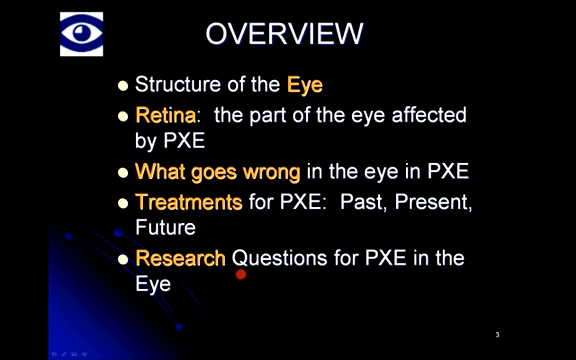 OVERVIEW
Structure of the Eye
Retina: the part of the eye affected
by PXE
What goes wrong in the eye in PXE
Treatments for PXE: Past, Present,
Future
Research Questions for PXE in the
Eye
3